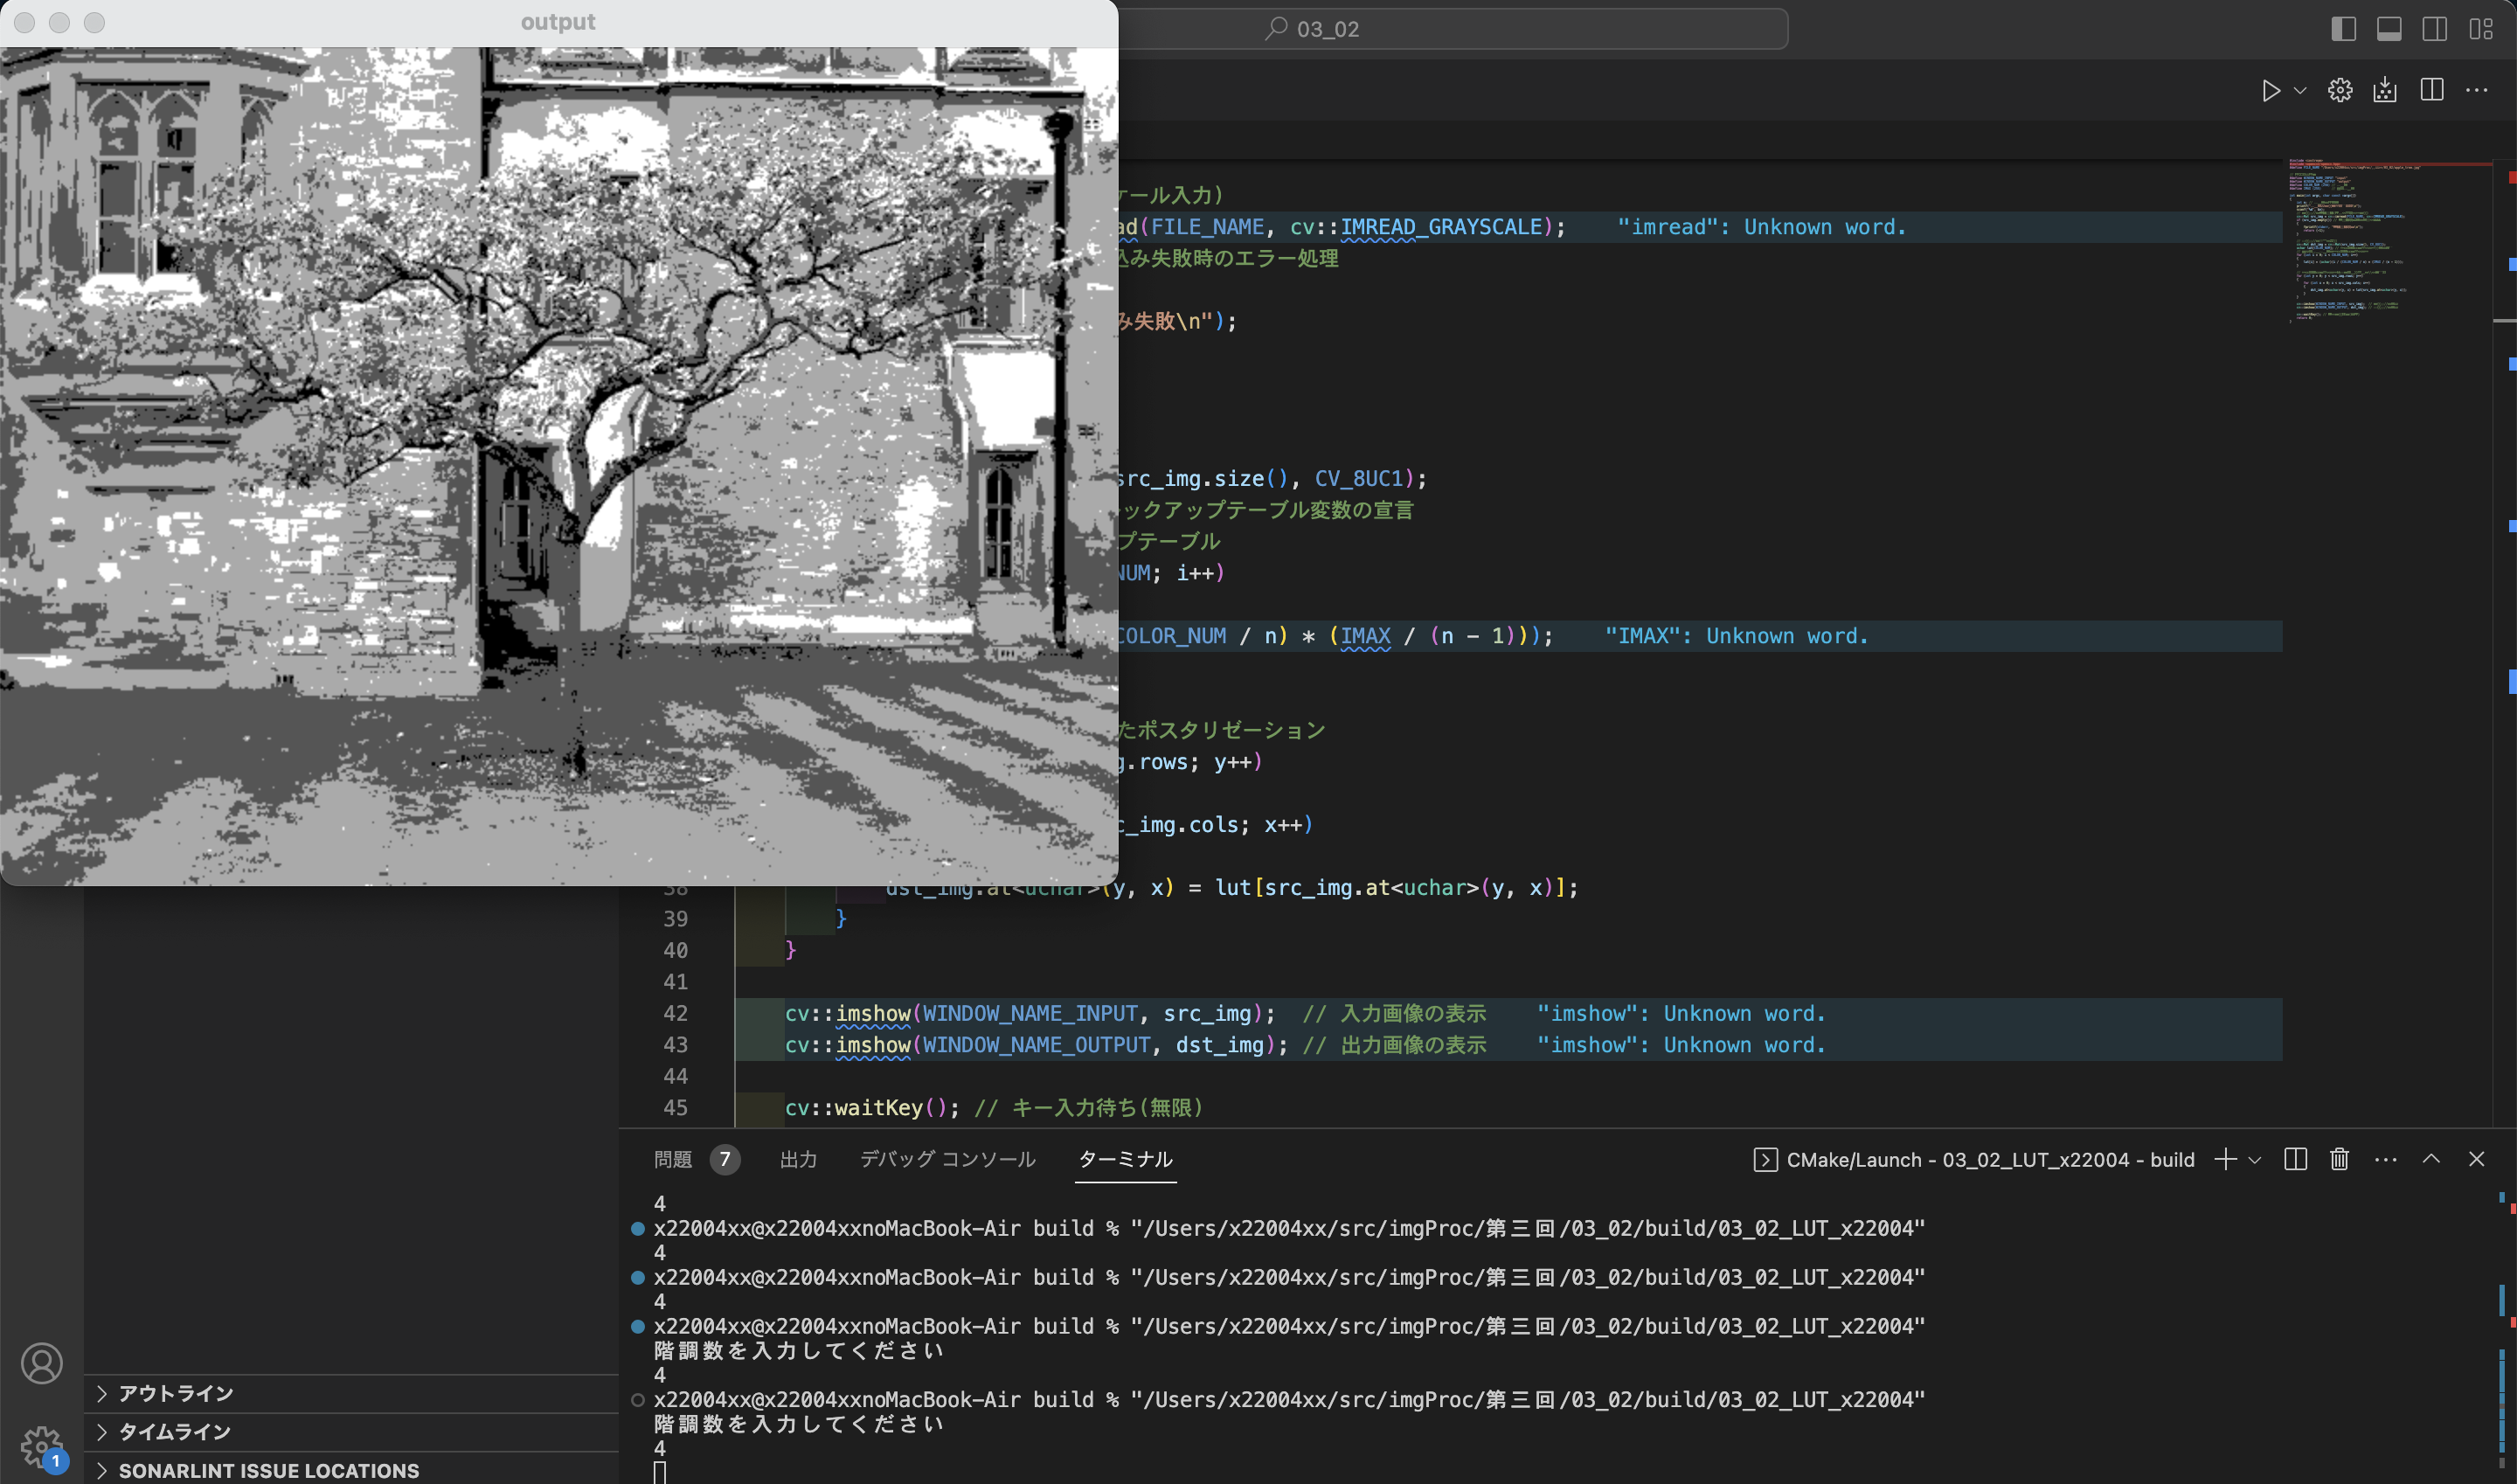 output
03_02
ケール入力)
ad(FILE_NAME, cv::IMREAD_GRAYSCALE);    "imread": Unknown word.
込み失敗時のエラー処理
み失敗\n");
src_img.size(), CV_8UC1);
ックアップテーブル変数の宣言
プテーブル
NUM; i++)
COLOR_NUM / n) * (IMAX / (n - 1)));    "IMAX": Unknown word.
たポスタリゼーション
g.rows; y++)
c_img.cols; x++)
38 dst_img.at<uchar>(y, x) = lut[src_img.at<uchar>(y, x)];
39 }
40 }
41
42 cv::imshow(WINDOW_NAME_INPUT, src_img);  // 入力画像の表示    "imshow": Unknown word.
43 cv::imshow(WINDOW_NAME_OUTPUT, dst_img); // 出力画像の表示    "imshow": Unknown word.
44
45 cv::waitKey(); // キー入力待ち(無限)
問題 7 出力 デバッグ コンソール ターミナル CMake/Launch - 03_02_LUT_x22004 - build
4
x22004xx@x22004xxnoMacBook-Air build % "/Users/x22004xx/src/imgProc/第三回/03_02/build/03_02_LUT_x22004"
4
x22004xx@x22004xxnoMacBook-Air build % "/Users/x22004xx/src/imgProc/第三回/03_02/build/03_02_LUT_x22004"
4
x22004xx@x22004xxnoMacBook-Air build % "/Users/x22004xx/src/imgProc/第三回/03_02/build/03_02_LUT_x22004"
階調数を入力してください
4
x22004xx@x22004xxnoMacBook-Air build % "/Users/x22004xx/src/imgProc/第三回/03_02/build/03_02_LUT_x22004"
階調数を入力してください
4
アウトライン
タイムライン
SONARLINT ISSUE LOCATIONS
1